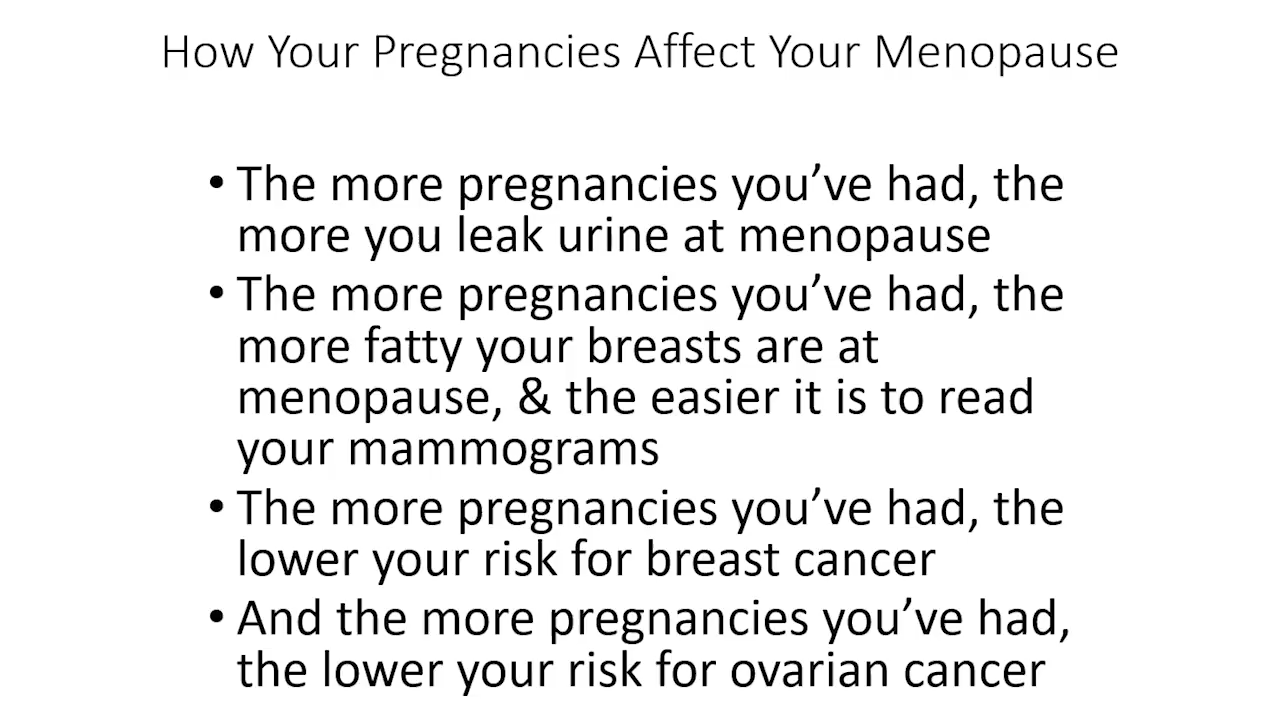 How Your Pregnancies Affect Your Menopause
• The more pregnancies you’ve had, the
more you leak urine at menopause
• The more pregnancies you’ve had, the
more fatty your breasts are at
menopause, & the easier it is to read
your mammograms
• The more pregnancies you’ve had, the
lower your risk for breast cancer
• And the more pregnancies you’ve had,
the lower your risk for ovarian cancer